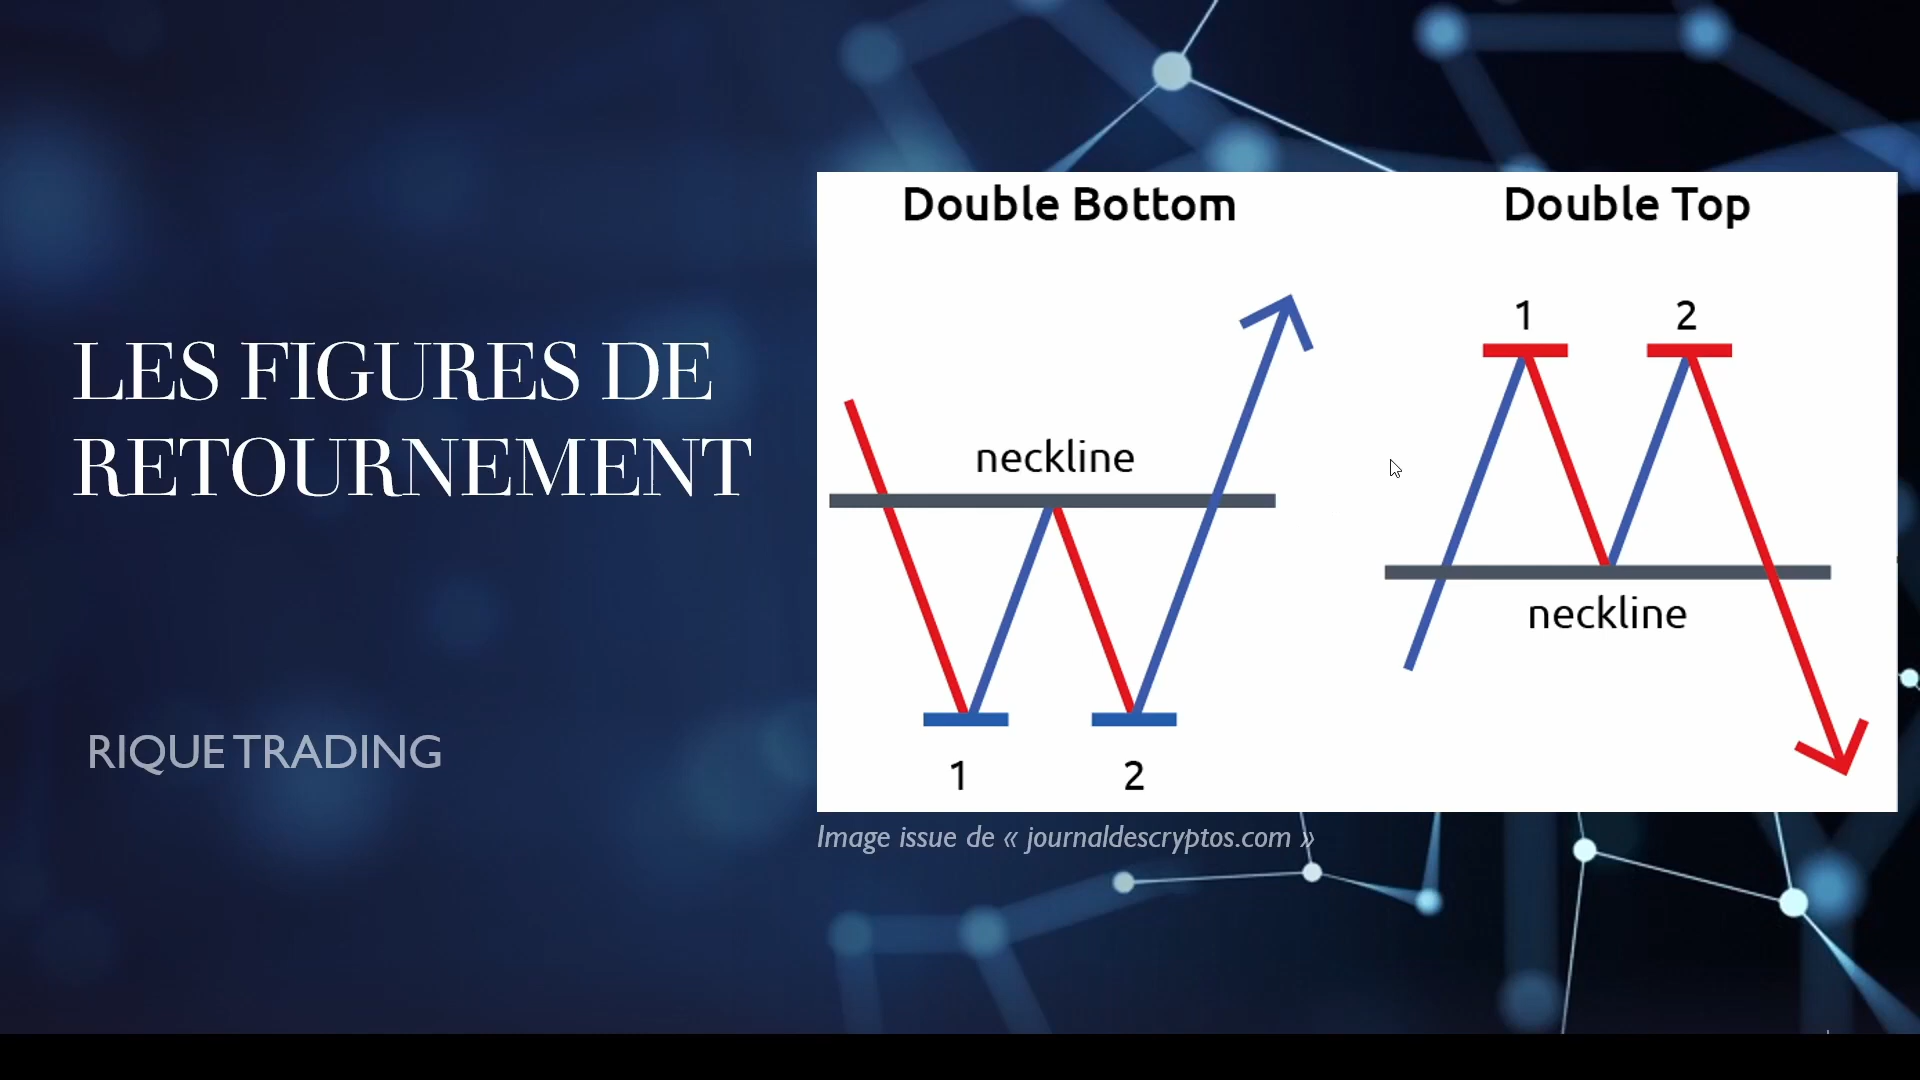 LES FIGURES DE
RETOURNEMENT
RIQUE TRADING
Double Bottom
neckline
1 2
Double Top
1 2
neckline
Image issue de « journaldescryptos.com »